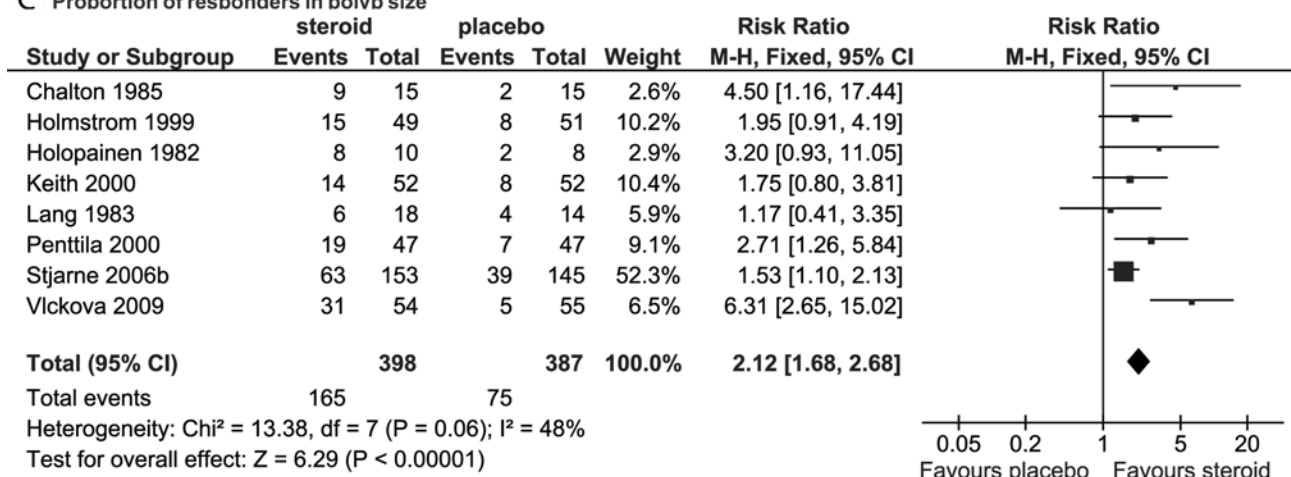 C Proportion of responders in polyp size
steroid placebo Risk Ratio Risk Ratio
Study or Subgroup Events Total Events Total Weight M-H, Fixed, 95% CI M-H, Fixed, 95% CI
Chalton 1985 9 15 2 15 2.6% 4.50 [1.16, 17.44]
Holmstrom 1999 15 49 8 51 10.2% 1.95 [0.91, 4.19]
Holopainen 1982 8 10 2 8 2.9% 3.20 [0.93, 11.05]
Keith 2000 14 52 8 52 10.4% 1.75 [0.80, 3.81]
Lang 1983 6 18 4 14 5.9% 1.17 [0.41, 3.35]
Penttila 2000 19 47 7 47 9.1% 2.71 [1.26, 5.84]
Stjarne 2006b 63 153 39 145 52.3% 1.53 [1.10, 2.13]
Vlckova 2009 31 54 5 55 6.5% 6.31 [2.65, 15.02]
Total (95% CI) 398 387 100.0% 2.12 [1.68, 2.68]
Total events 165 75
Heterogeneity: Chi² = 13.38, df = 7 (P = 0.06); I² = 48%
Test for overall effect: Z = 6.29 (P < 0.00001)
0.05 0.2 1 5 20
Favours placebo Favours steroid